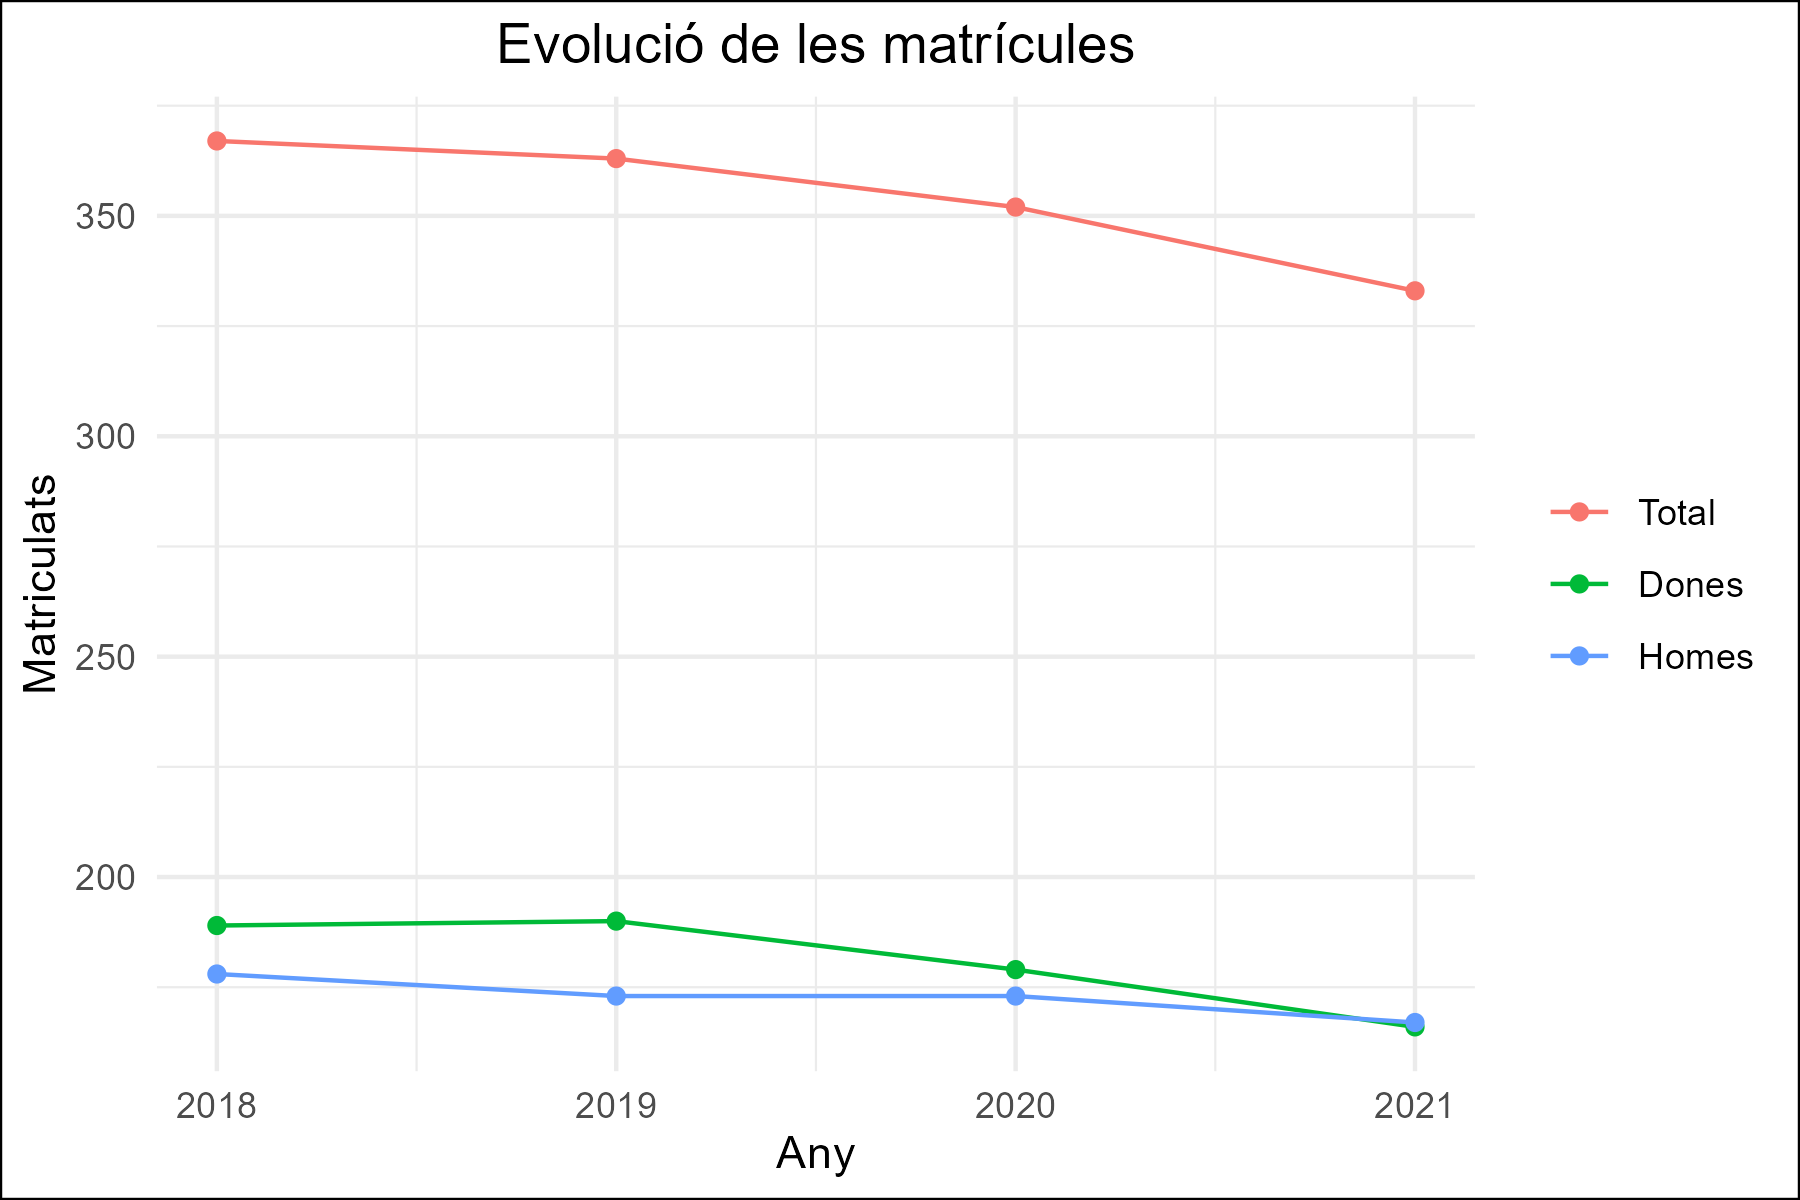 Evolució de les matrícules
350
300
250
200
Matriculats
2018
2019
2020
2021
Any
Total
Dones
Homes